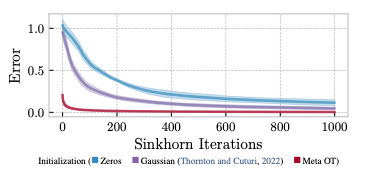 1.0
0.5
0.0
Error
0 200 400 600 800 1000
Sinkhorn Iterations
Initialization ( Zeros Gaussian (Thornton and Cuturi, 2022) Meta OT)